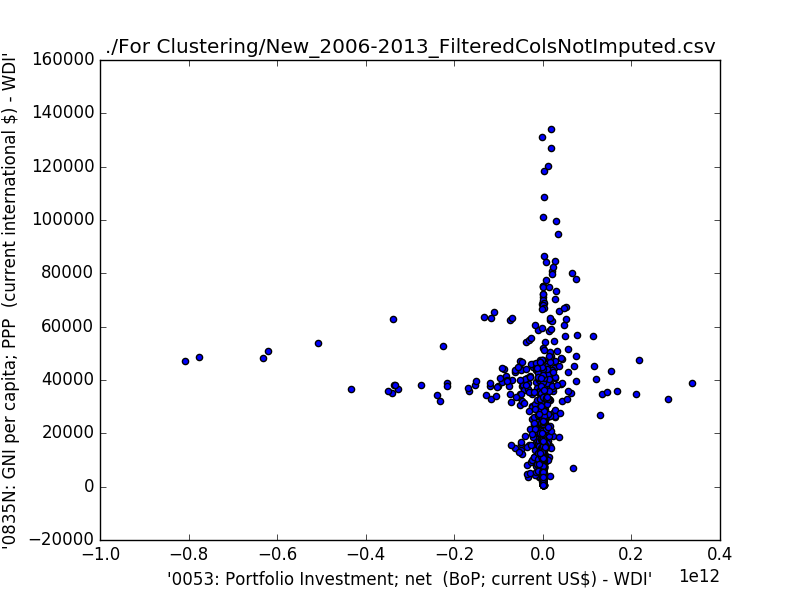 ./For Clustering/New_2006-2013_FilteredColsNotImputed.csv
'0835N: GNI per capita; PPP  (current international $) - WDI'
160000
140000
120000
100000
80000
60000
40000
20000
0
−20000
−1.0 −0.8 −0.6 −0.4 −0.2 0.0 0.2 0.4
1e12
'0053: Portfolio Investment; net  (BoP; current US$) - WDI'